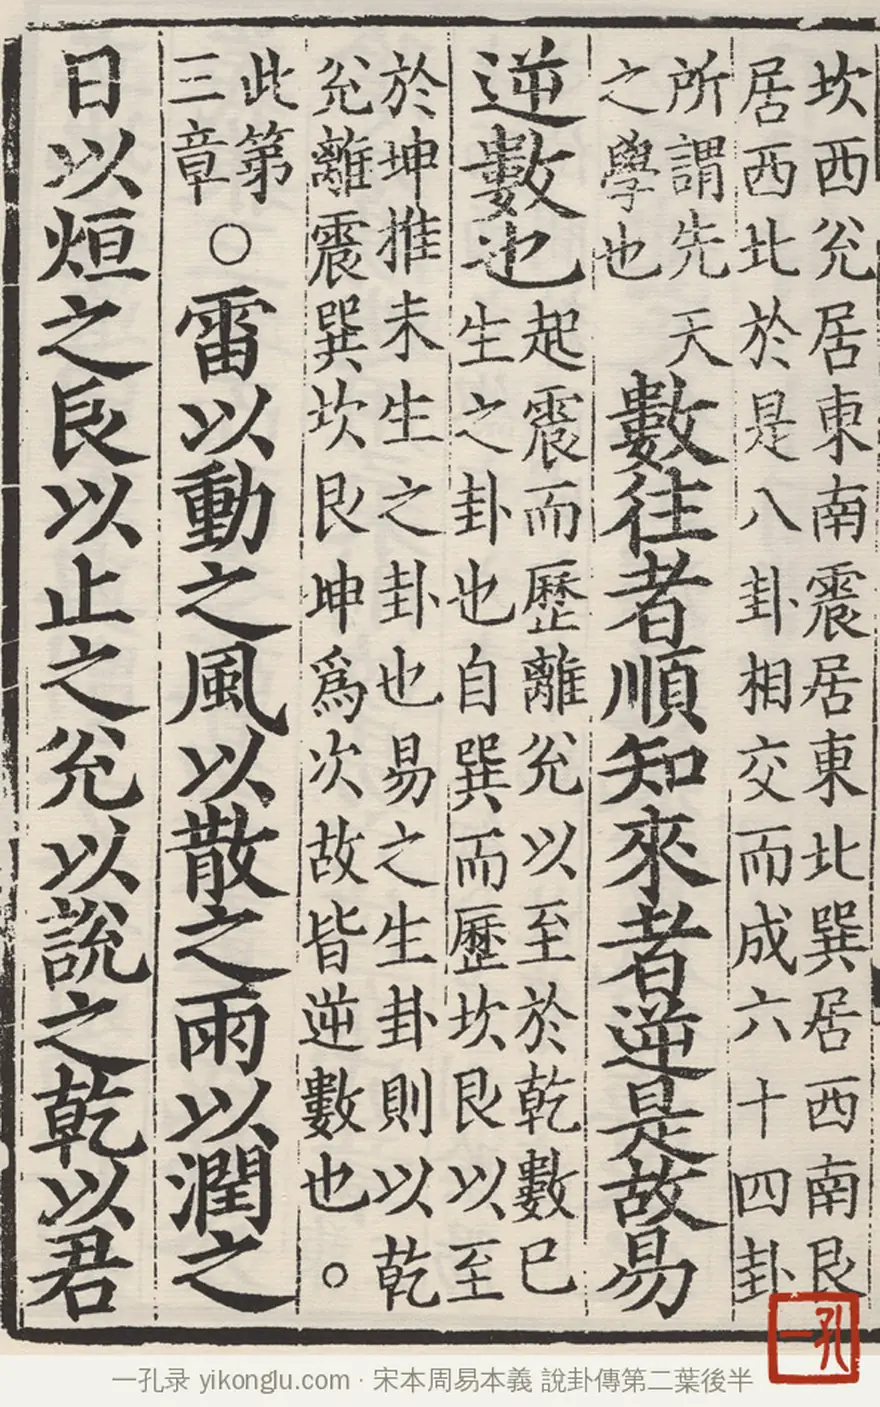 坎西兊居東南震居東北巽居西南艮
居西北於是八卦相交而成六十四卦
所謂先天
之學也
數往者順知來者逆是故易
逆數也
起震而歷離兊以至於乾數已
生之卦也自巽而歷坎艮以至
於坤推未生之卦也易之生卦則以乾
兊離震巽坎艮坤爲次故皆逆數也。
此第
三章
○雷以動之風以散之雨以潤之
日以烜之艮以止之兊以說之乾以君
一孔
一孔录 yikonglu.com · 宋本周易本義 說卦傳第二葉後半